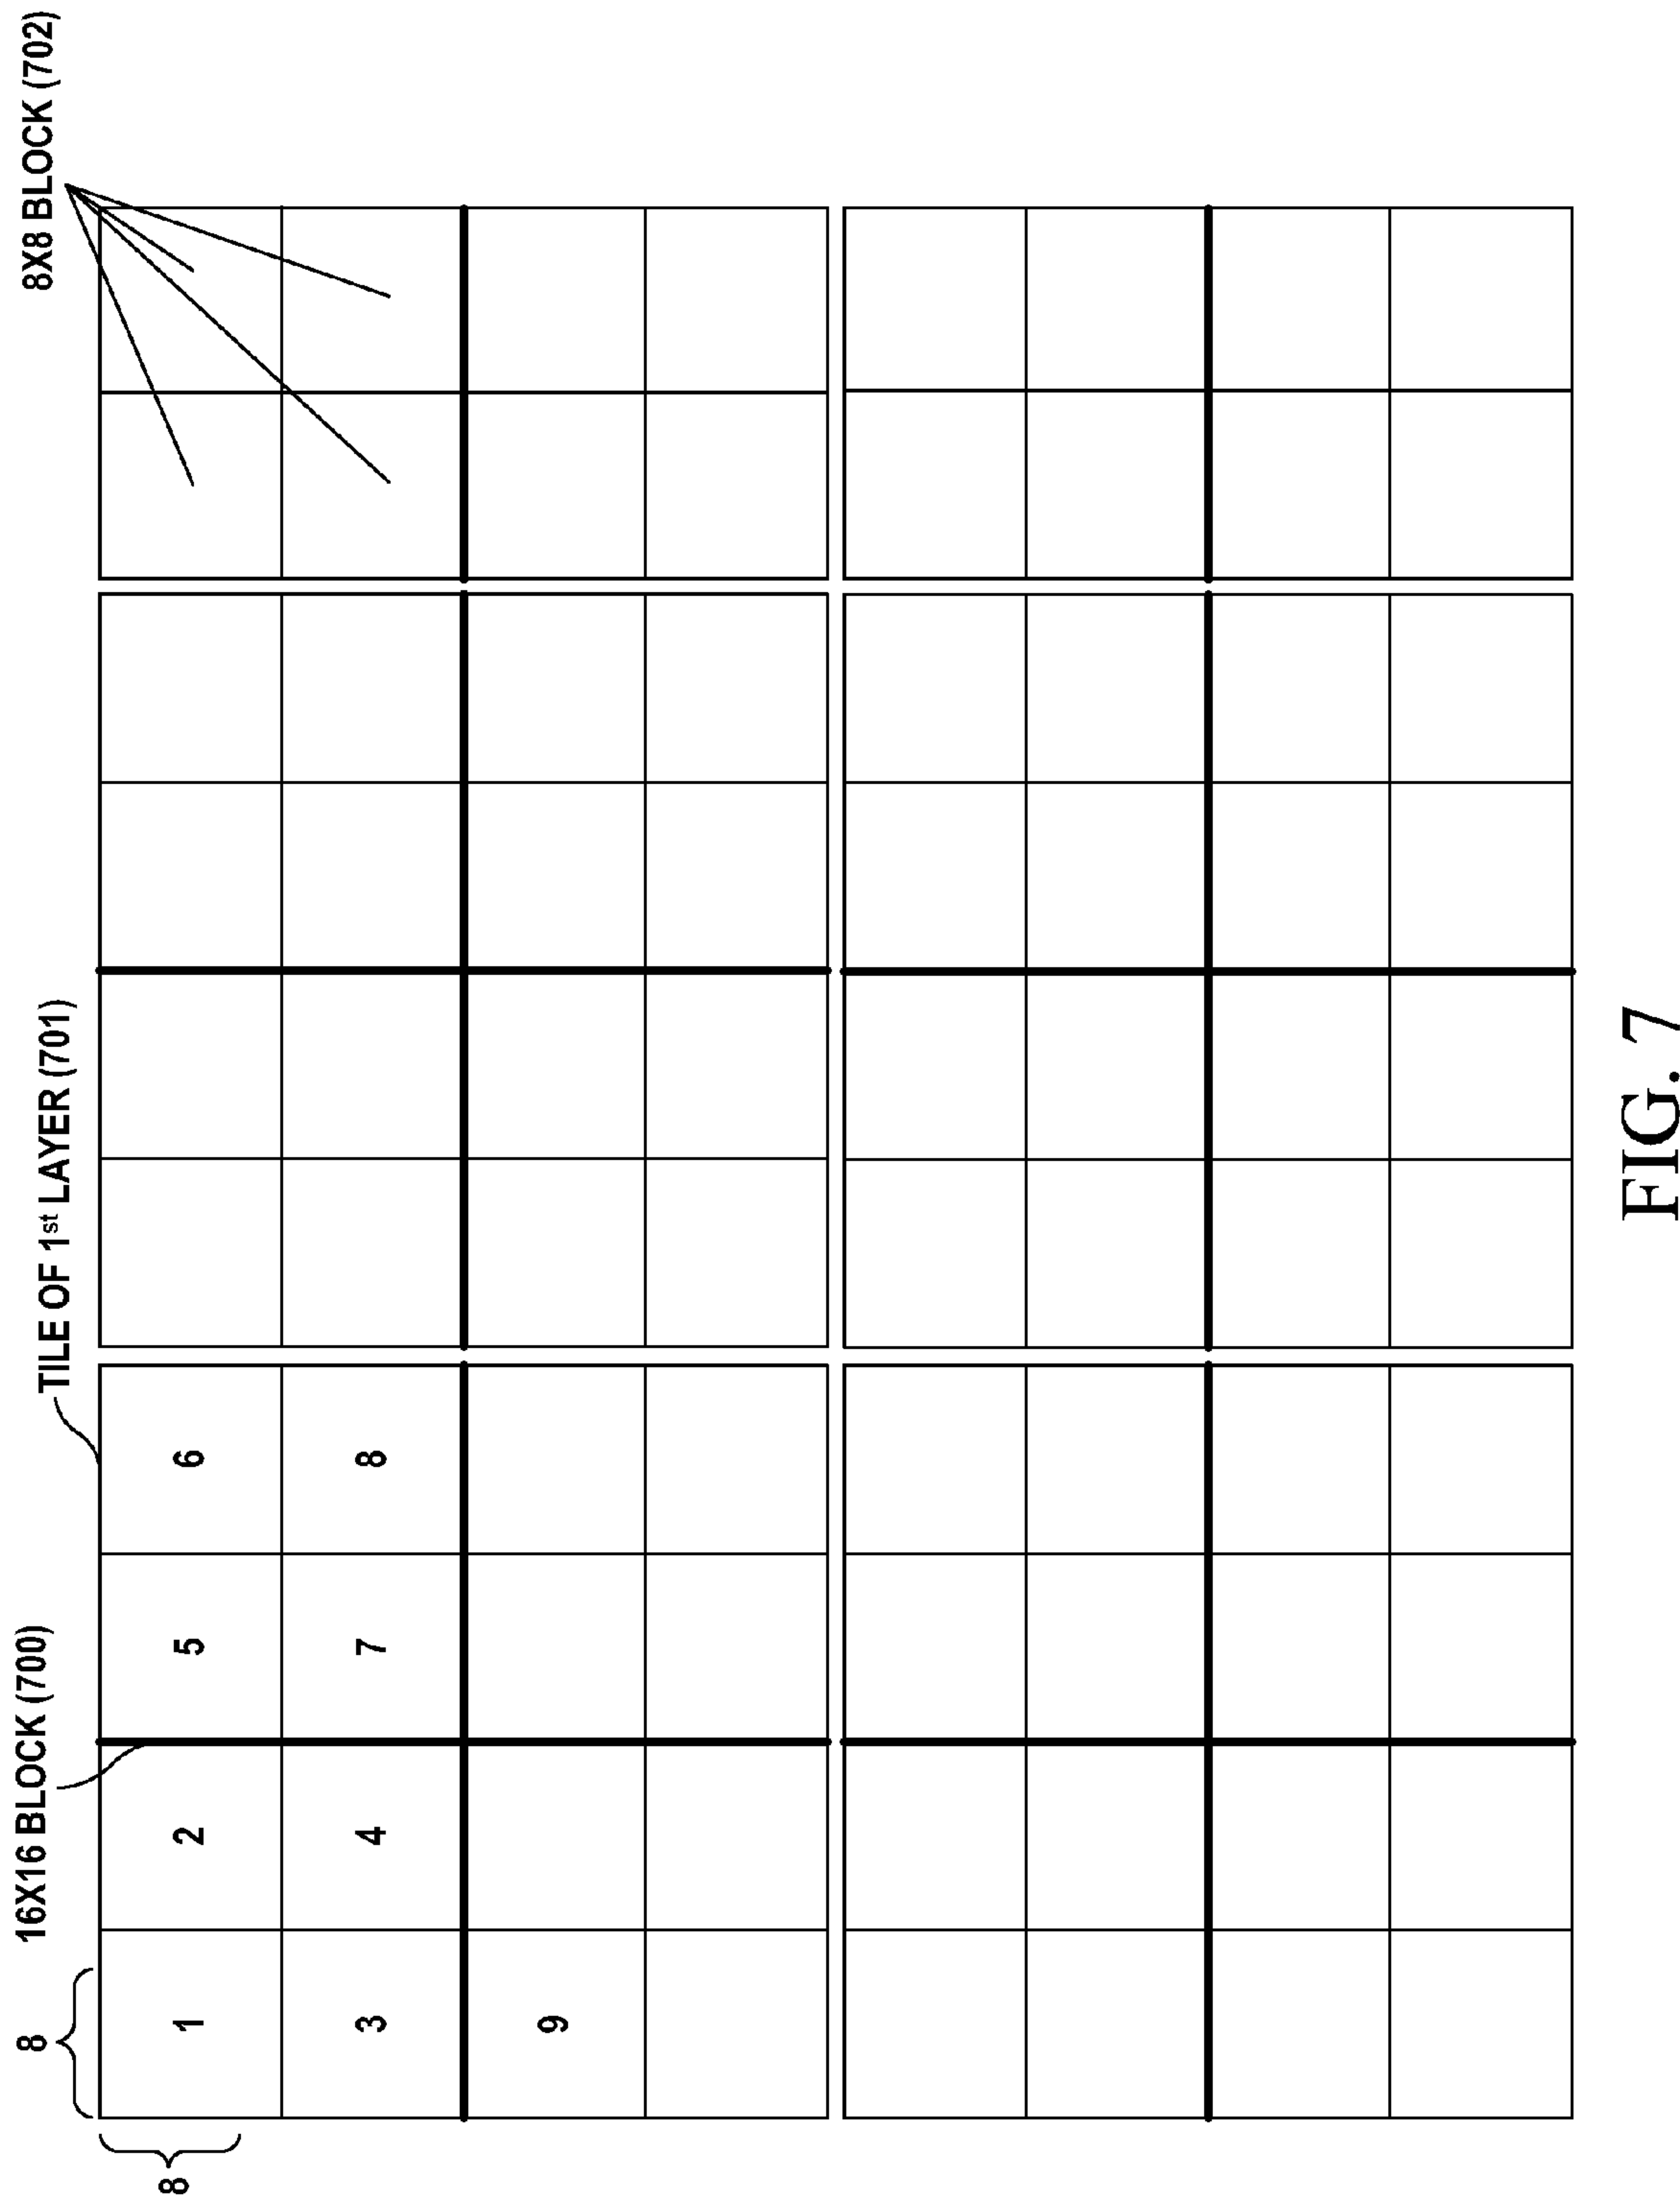 8X8 BLOCK (702)
TILE OF 1st LAYER (701)
16X16 BLOCK (700)
8
8
1 2 5 6
3 4 7 8
9
FIG. 7